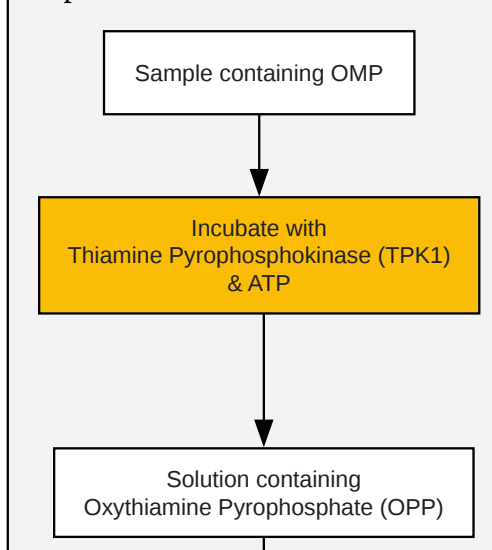 Sample containing OMP
Incubate with
Thiamine Pyrophosphokinase (TPK1)
& ATP
Solution containing
Oxythiamine Pyrophosphate (OPP)